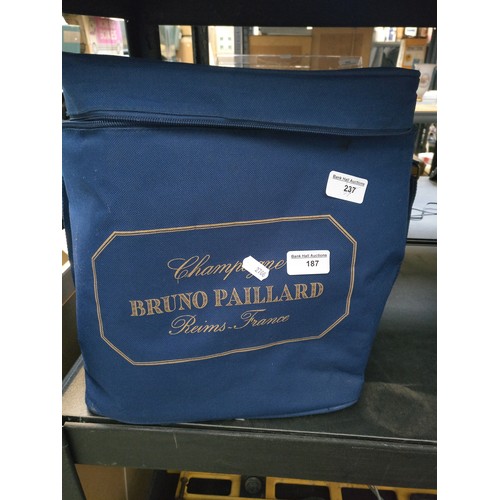 Bank Hall Auctions
237
Champagne
Bank Hall Auctions
187
BRUNO PAILLARD
Reims-France